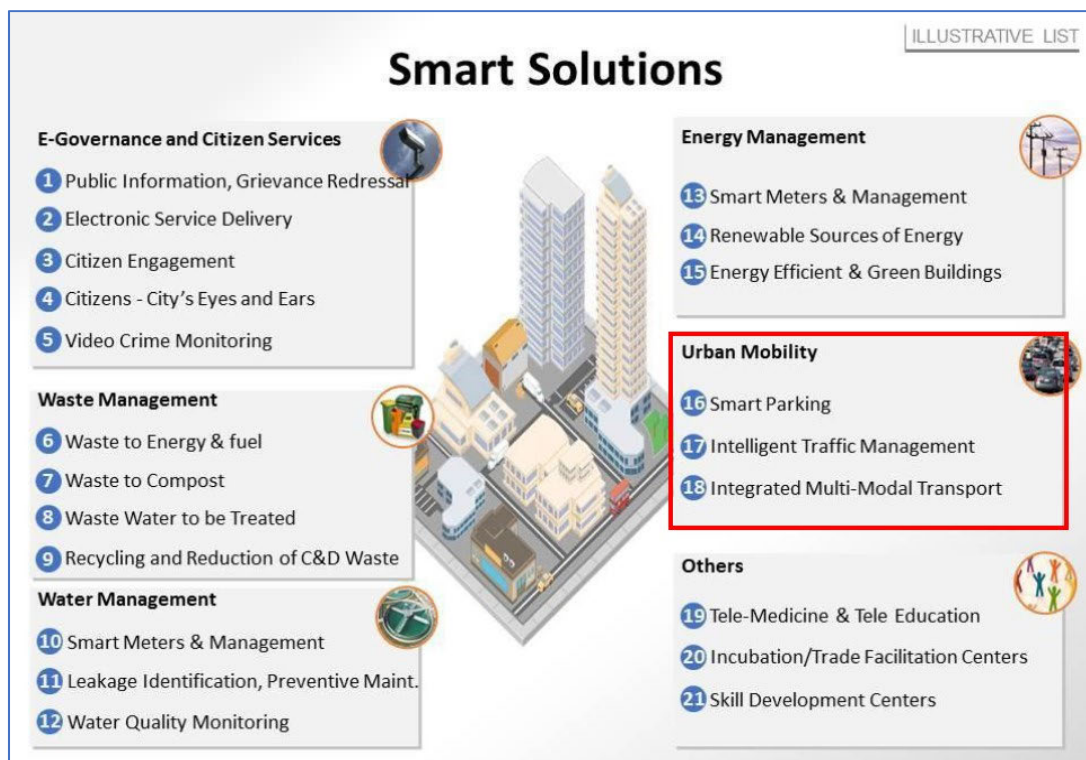 ILLUSTRATIVE LIST
Smart Solutions
E-Governance and Citizen Services
1 Public Information, Grievance Redressal
2 Electronic Service Delivery
3 Citizen Engagement
4 Citizens - City's Eyes and Ears
5 Video Crime Monitoring
Waste Management
6 Waste to Energy & fuel
7 Waste to Compost
8 Waste Water to be Treated
9 Recycling and Reduction of C&D Waste
Water Management
10 Smart Meters & Management
11 Leakage Identification, Preventive Maint.
12 Water Quality Monitoring
Energy Management
13 Smart Meters & Management
14 Renewable Sources of Energy
15 Energy Efficient & Green Buildings
Urban Mobility
16 Smart Parking
17 Intelligent Traffic Management
18 Integrated Multi-Modal Transport
Others
19 Tele-Medicine & Tele Education
20 Incubation/Trade Facilitation Centers
21 Skill Development Centers